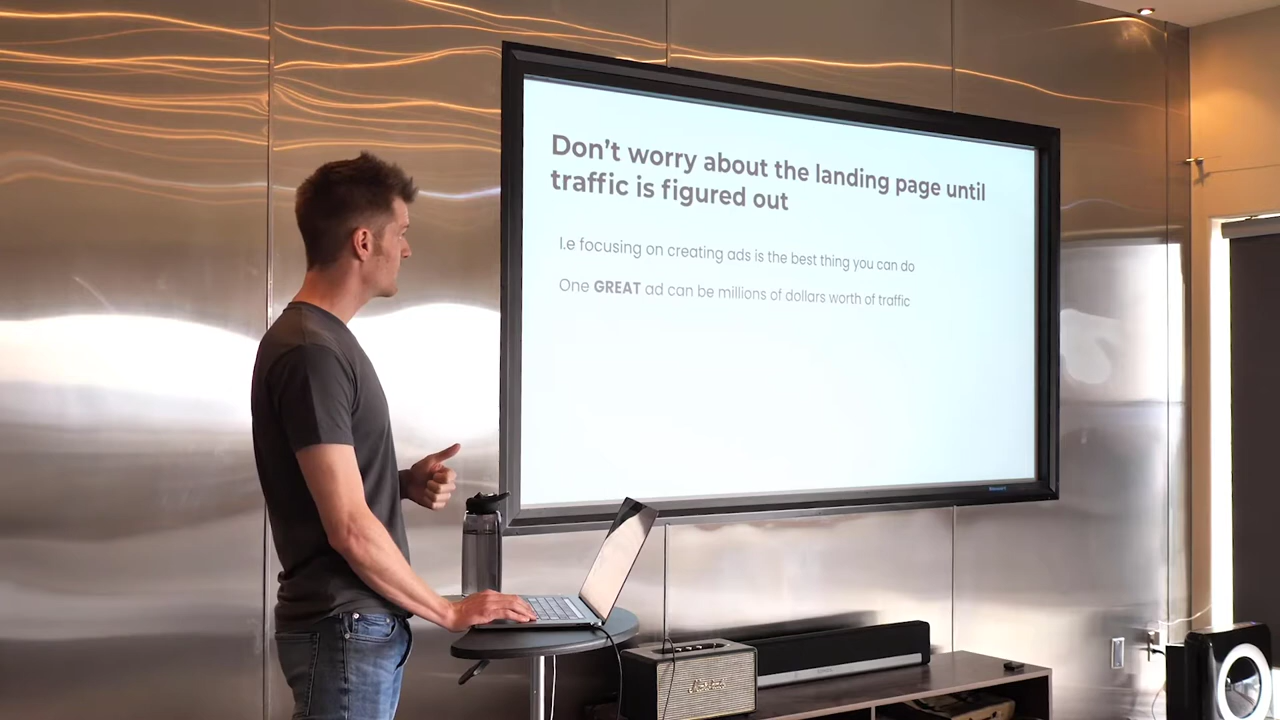 Don't worry about the landing page until
traffic is figured out
I.e focusing on creating ads is the best thing you can do
One GREAT ad can be millions of dollars worth of traffic
Marshall